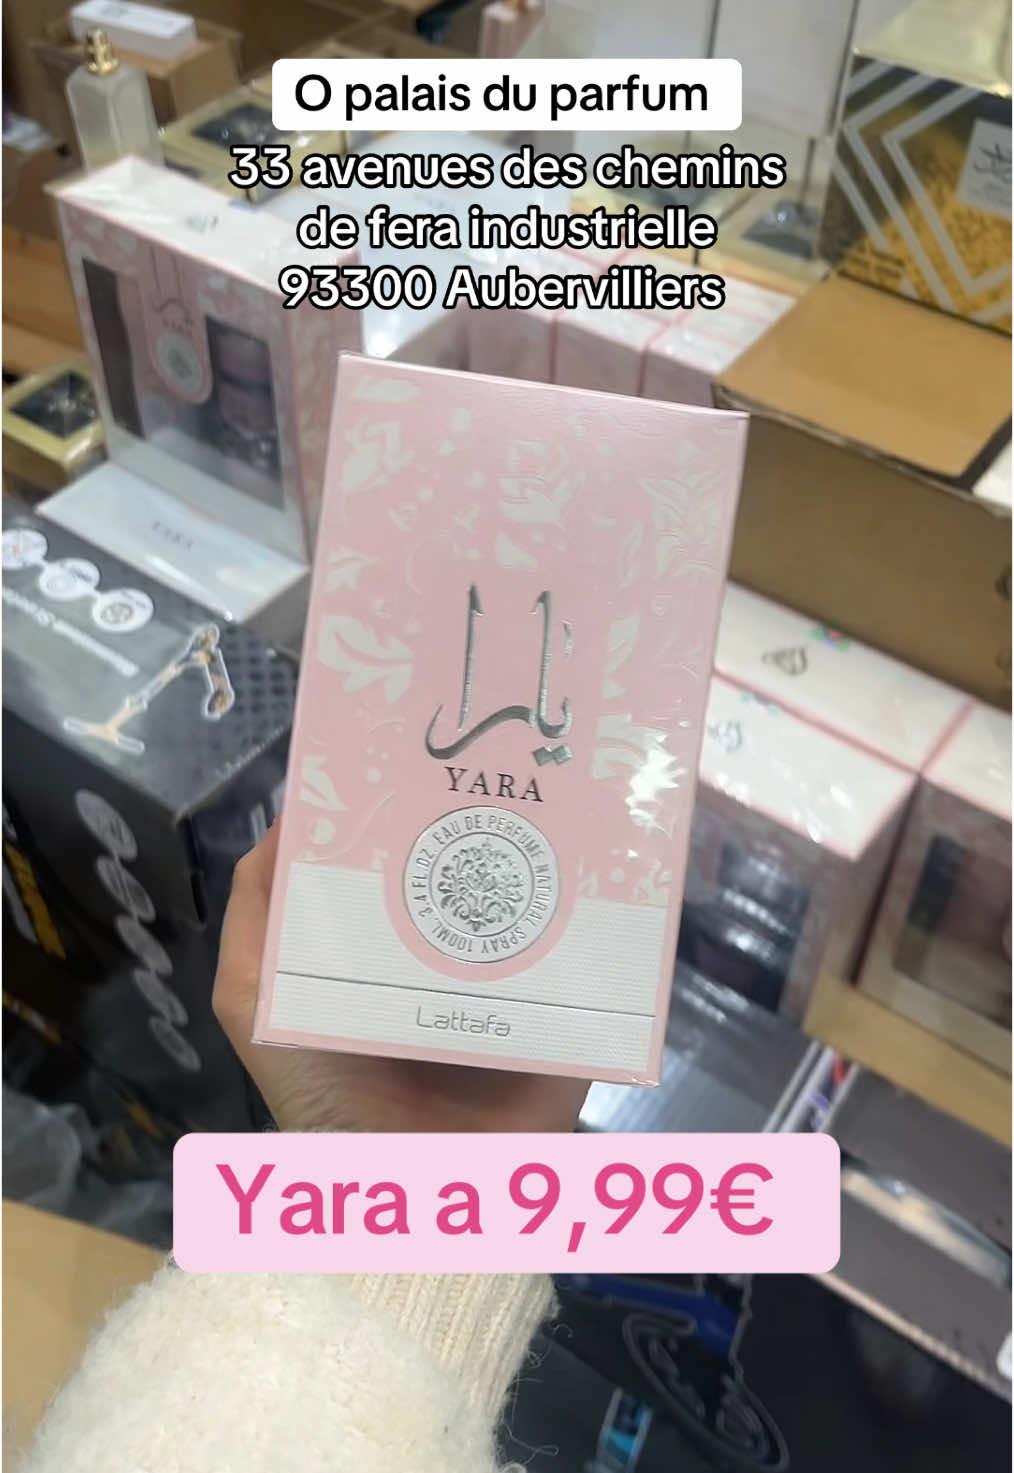 O palais du parfum
33 avenues des chemins
de fera industrielle
93300 Aubervilliers
يارا
YARA
EAU DE PERFUME NATURAL SPRAY 100ML. 3.4 FL.OZ.
Lattafa
Yara a 9,99€
YARA